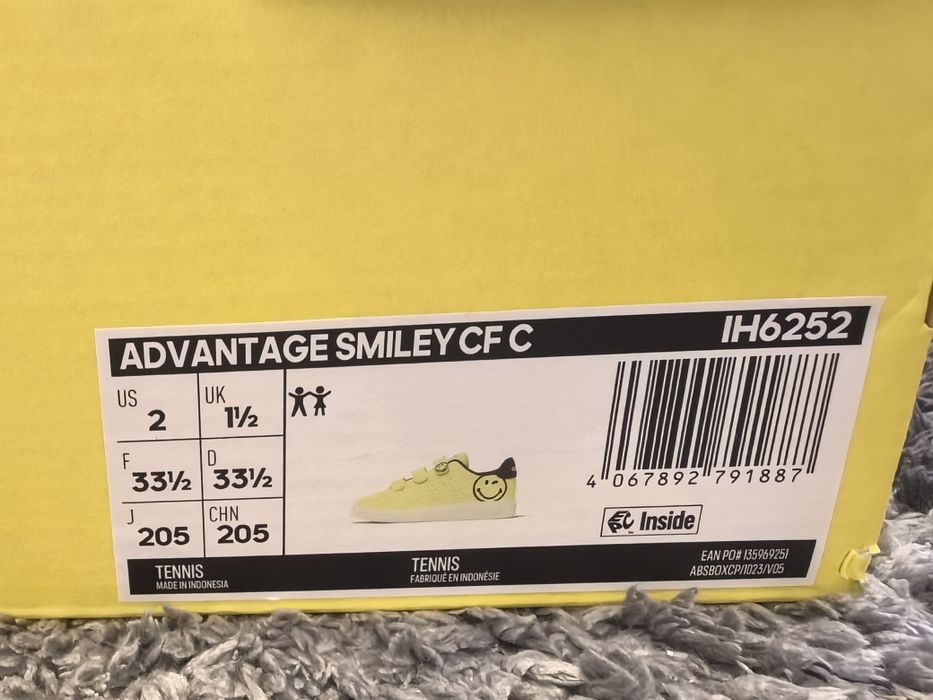 ADVANTAGE SMILEY CF C
IH6252
US 2
UK 1½
F 33½
D 33½
J 205
CHN 205
4 067892 791887
EPC Inside
TENNIS
MADE IN INDONESIA
TENNIS
FABRIQUÉ EN INDONÉSIE
EAN PO# 135969251
ABSBOXCP/1023/V05